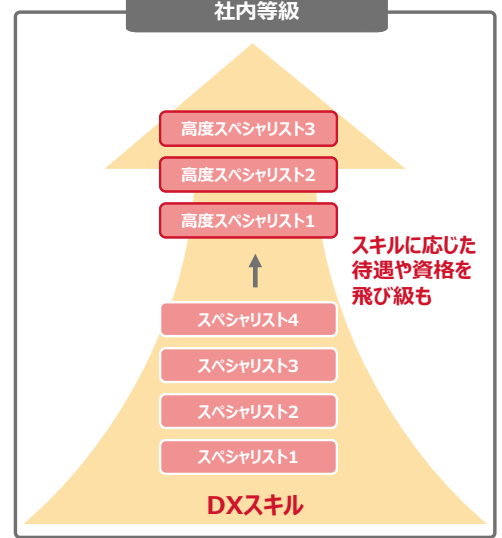 社内等級
高度スペシャリスト3
高度スペシャリスト2
高度スペシャリスト1
スキルに応じた
待遇や資格を
飛び級も
スペシャリスト4
スペシャリスト3
スペシャリスト2
スペシャリスト1
DXスキル